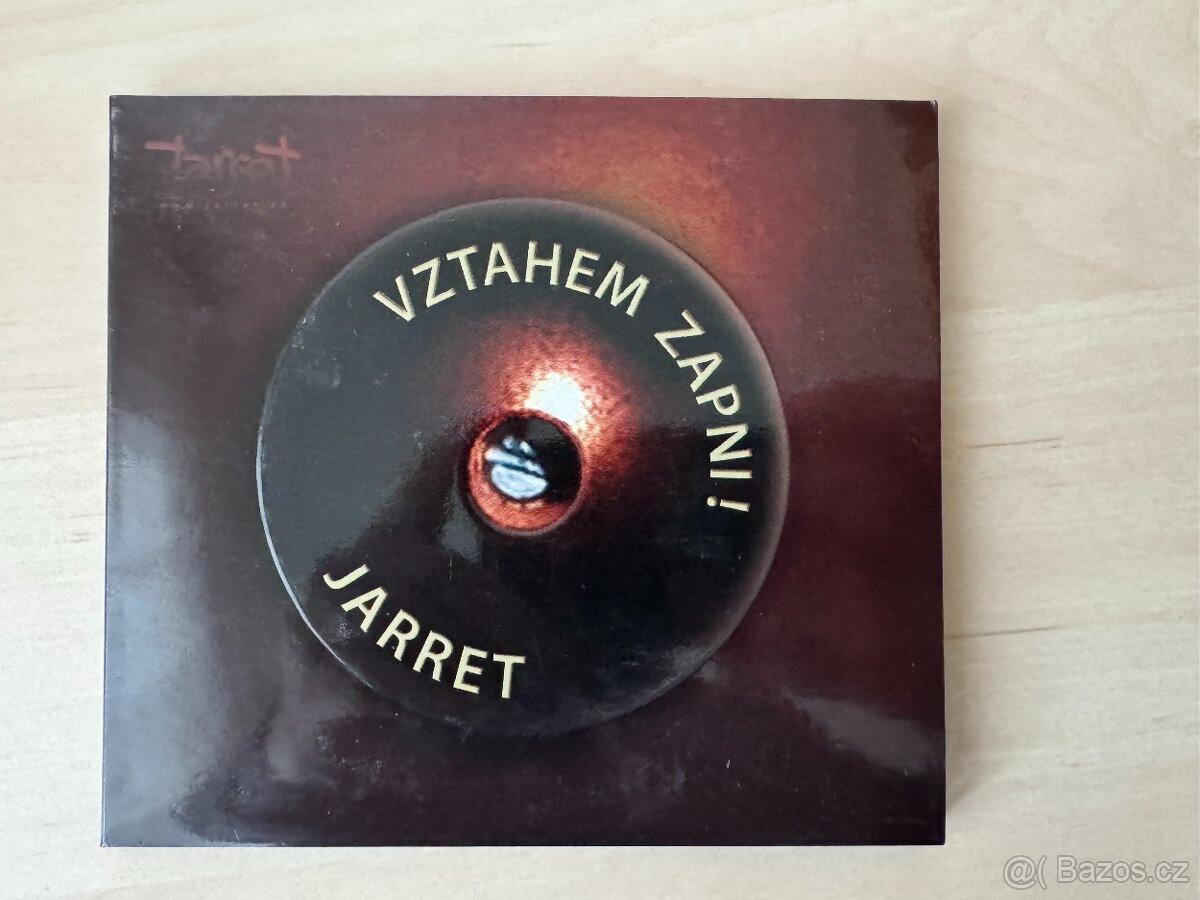 Jarret
VZTAHEM ZAPNI!
JARRET
@( Bazos.cz